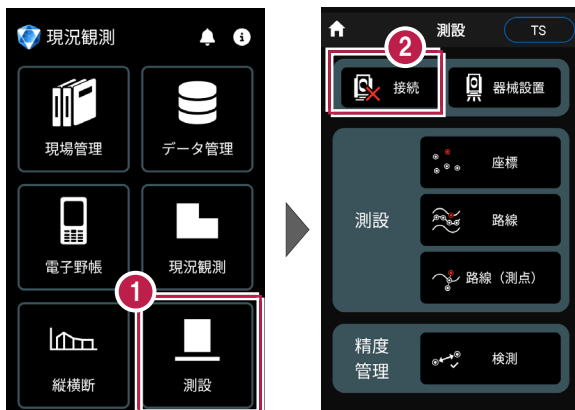 現況観測
現場管理
データ管理
電子野帳
現況観測
1
縦横断
測設
測設
TS
2
接続
器械設置
測設
座標
路線
路線（測点）
精度
管理
検測